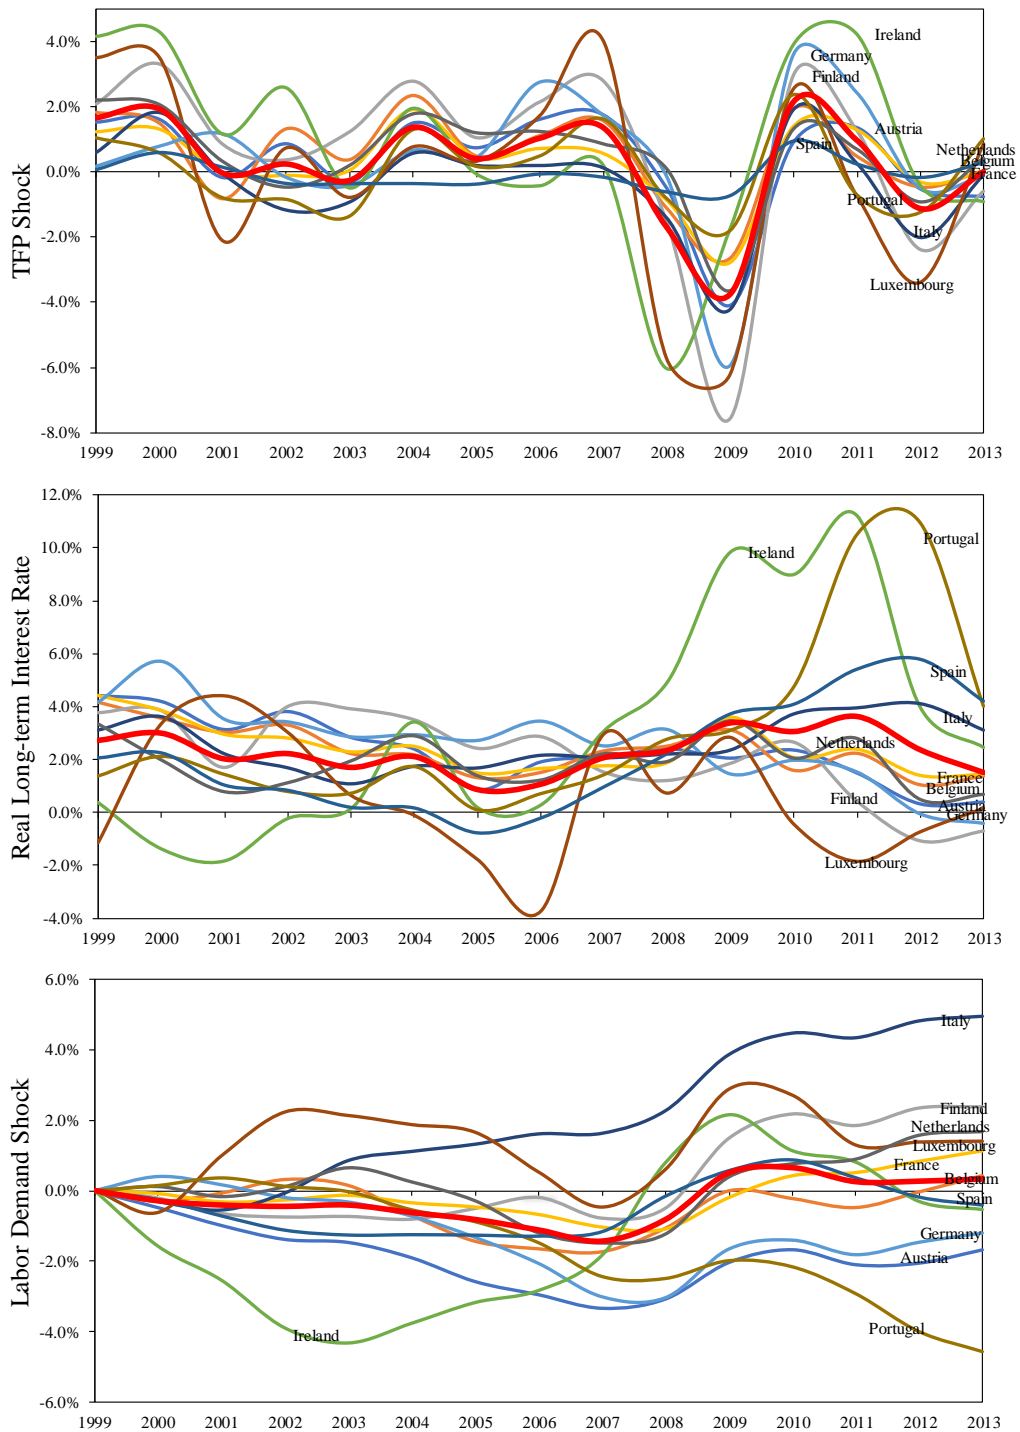 TFP Shock
4.0%
2.0%
0.0%
-2.0%
-4.0%
-6.0%
-8.0%
Ireland
Germany
Finland
Austria
Spain
Netherlands
Belgium
France
Portugal
Italy
Luxembourg
1999 2000 2001 2002 2003 2004 2005 2006 2007 2008 2009 2010 2011 2012 2013
Real Long-term Interest Rate
12.0%
10.0%
8.0%
6.0%
4.0%
2.0%
0.0%
-2.0%
-4.0%
Portugal
Ireland
Spain
Italy
Netherlands
France
Belgium
Finland
Austria
Germany
Luxembourg
1999 2000 2001 2002 2003 2004 2005 2006 2007 2008 2009 2010 2011 2012 2013
Labor Demand Shock
6.0%
4.0%
2.0%
0.0%
-2.0%
-4.0%
-6.0%
Italy
Finland
Netherlands
Luxembourg
France
Belgium
Spain
Germany
Austria
Portugal
Ireland
1999 2000 2001 2002 2003 2004 2005 2006 2007 2008 2009 2010 2011 2012 2013